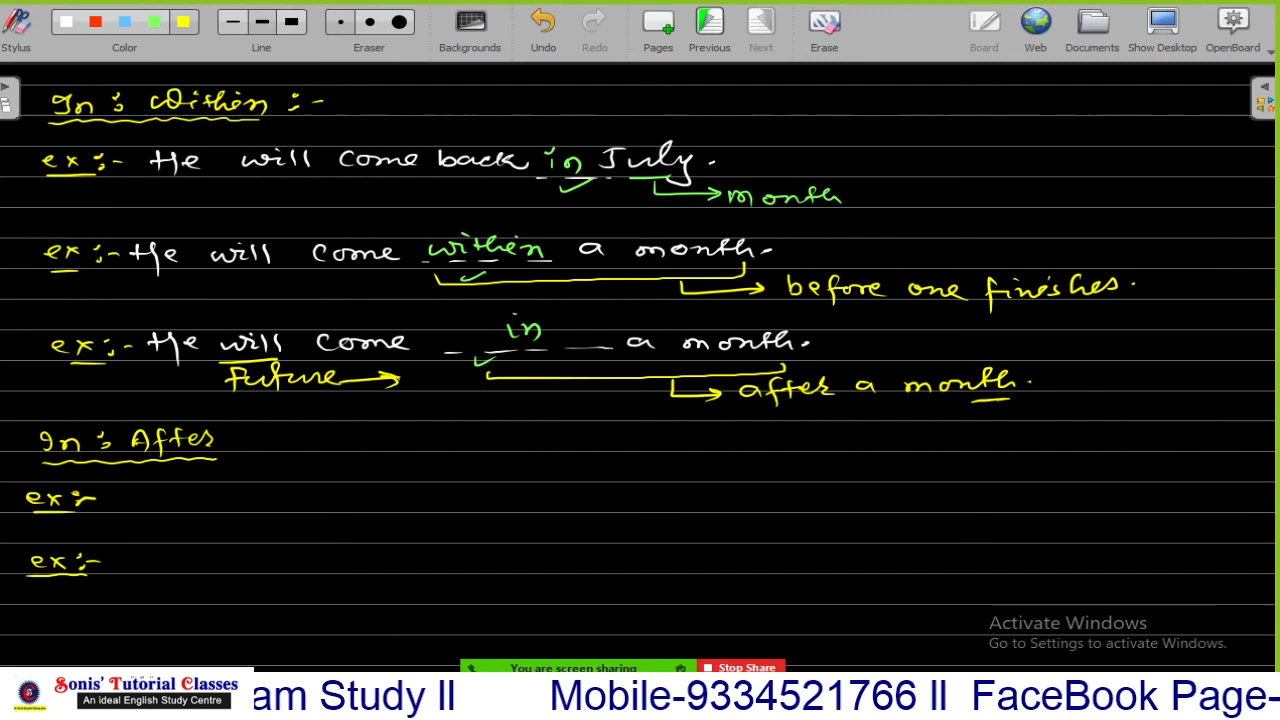 Stylus
Color
Line
Eraser
Backgrounds
Undo
Redo
Pages
Previous
Next
Erase
Board
Web
Documents
Show Desktop
OpenBoard
In : Within :-
ex :- He will come back in July.
month
ex :- He will come within a month.
before one finishes.
ex :- He will come in a month.
Future
after a month.
In : After
ex :-
ex :-
Activate Windows
Go to Settings to activate Windows.
You are screen sharing
Stop Share
Sonis' Tutorial Classes
An ideal English Study Centre
am Study ll Mobile-9334521766 ll FaceBook Page-